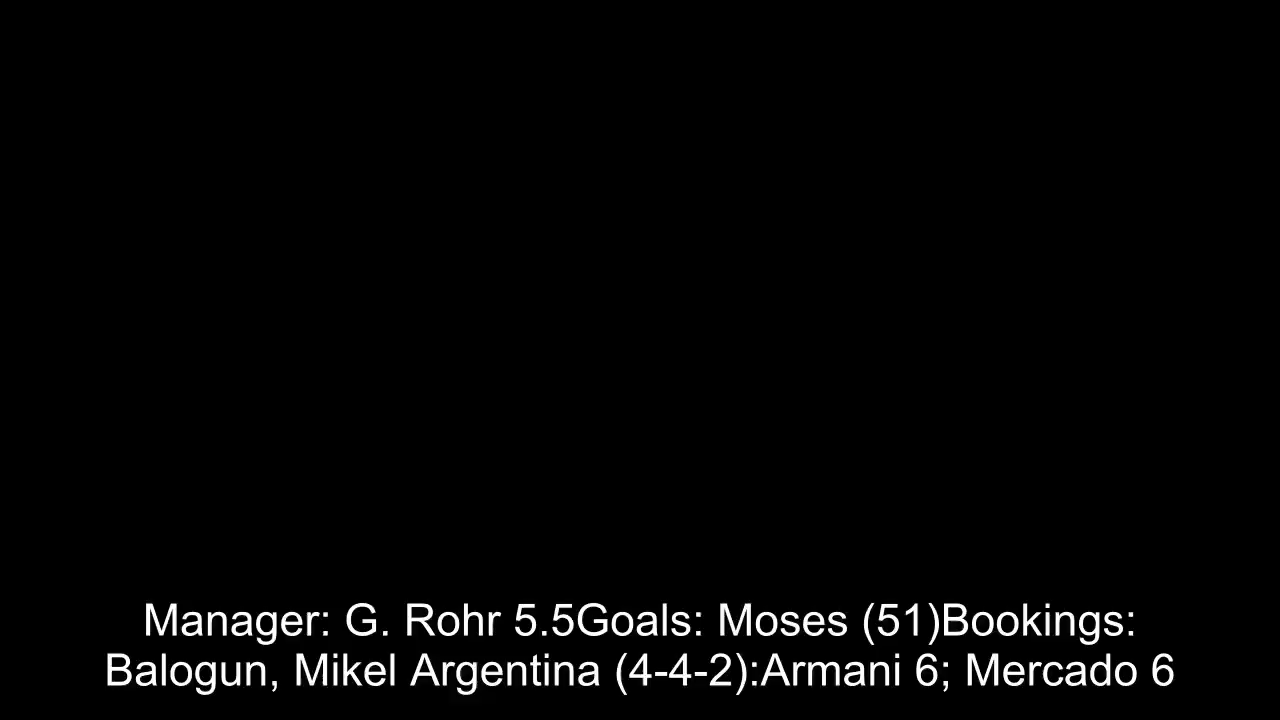 Manager: G. Rohr 5.5Goals: Moses (51)Bookings:
Balogun, Mikel Argentina (4-4-2):Armani 6; Mercado 6